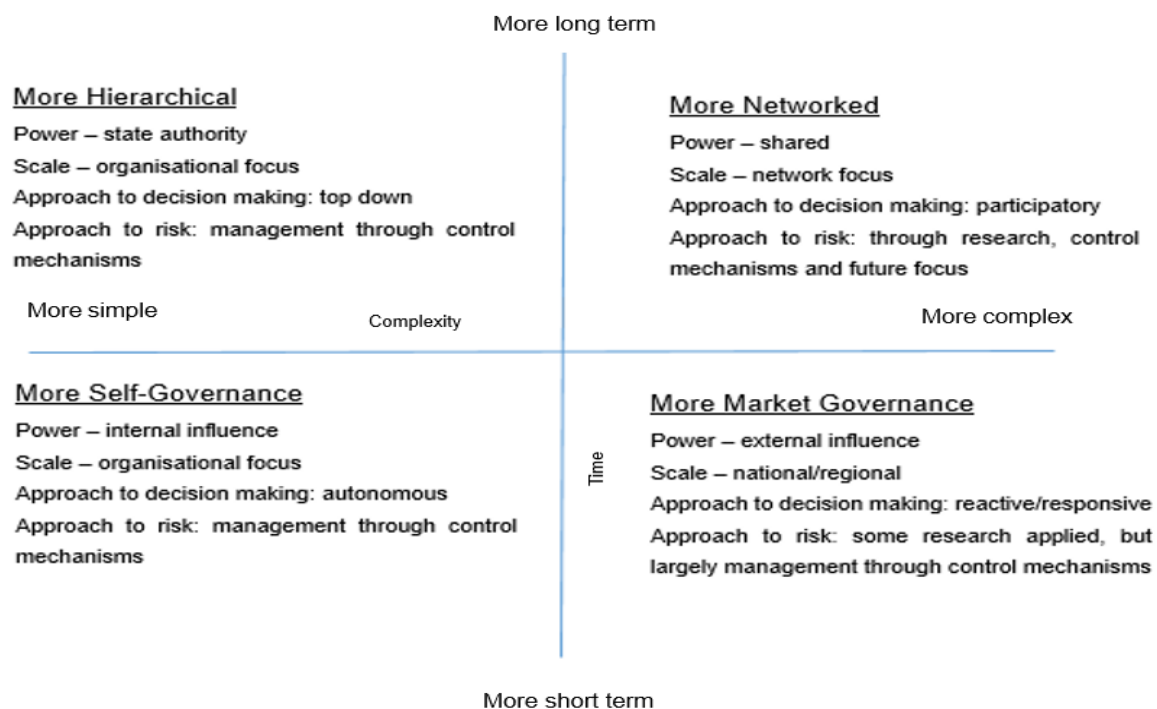 More long term
More Hierarchical
Power – state authority
Scale – organisational focus
Approach to decision making: top down
Approach to risk: management through control
mechanisms
More Networked
Power – shared
Scale – network focus
Approach to decision making: participatory
Approach to risk: through research, control
mechanisms and future focus
More simple
Complexity
More complex
More Self-Governance
Power – internal influence
Scale – organisational focus
Approach to decision making: autonomous
Approach to risk: management through control
mechanisms
Time
More Market Governance
Power – external influence
Scale – national/regional
Approach to decision making: reactive/responsive
Approach to risk: some research applied, but
largely management through control mechanisms
More short term